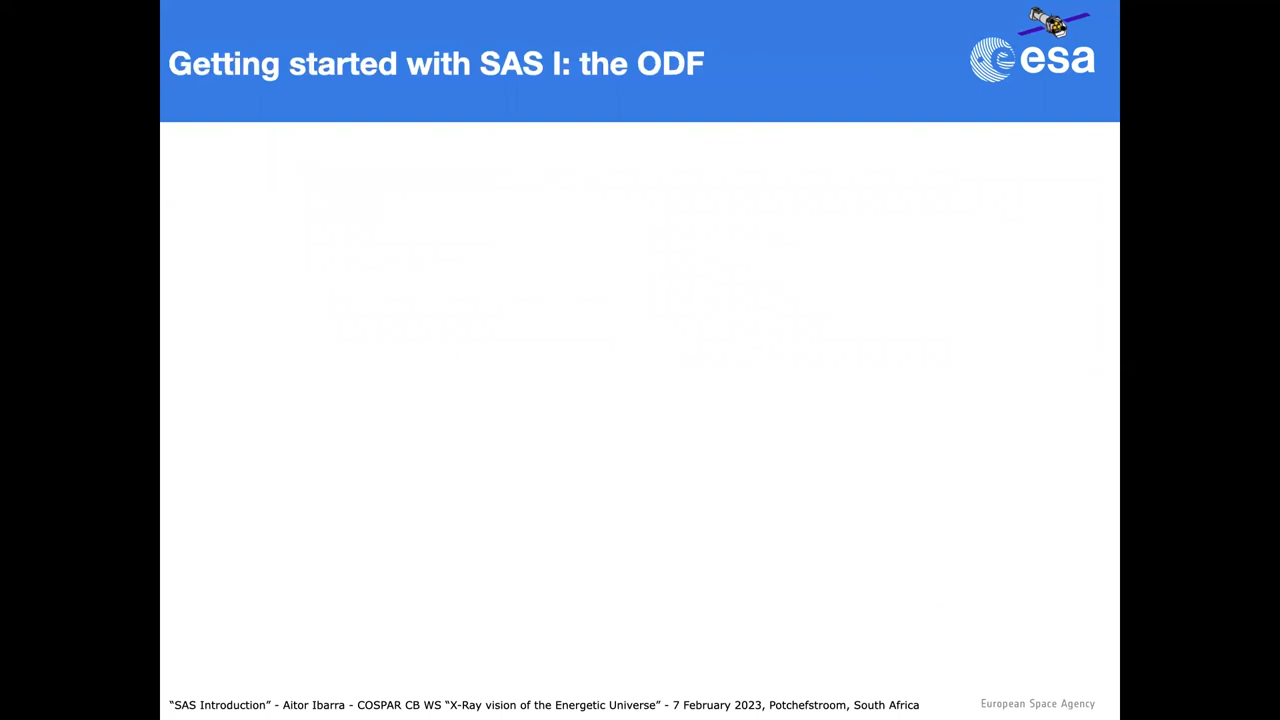 Getting started with SAS I: the ODF
esa
“SAS Introduction” - Aitor Ibarra - COSPAR CB WS “X-Ray vision of the Energetic Universe” - 7 February 2023, Potchefstroom, South Africa
European Space Agency